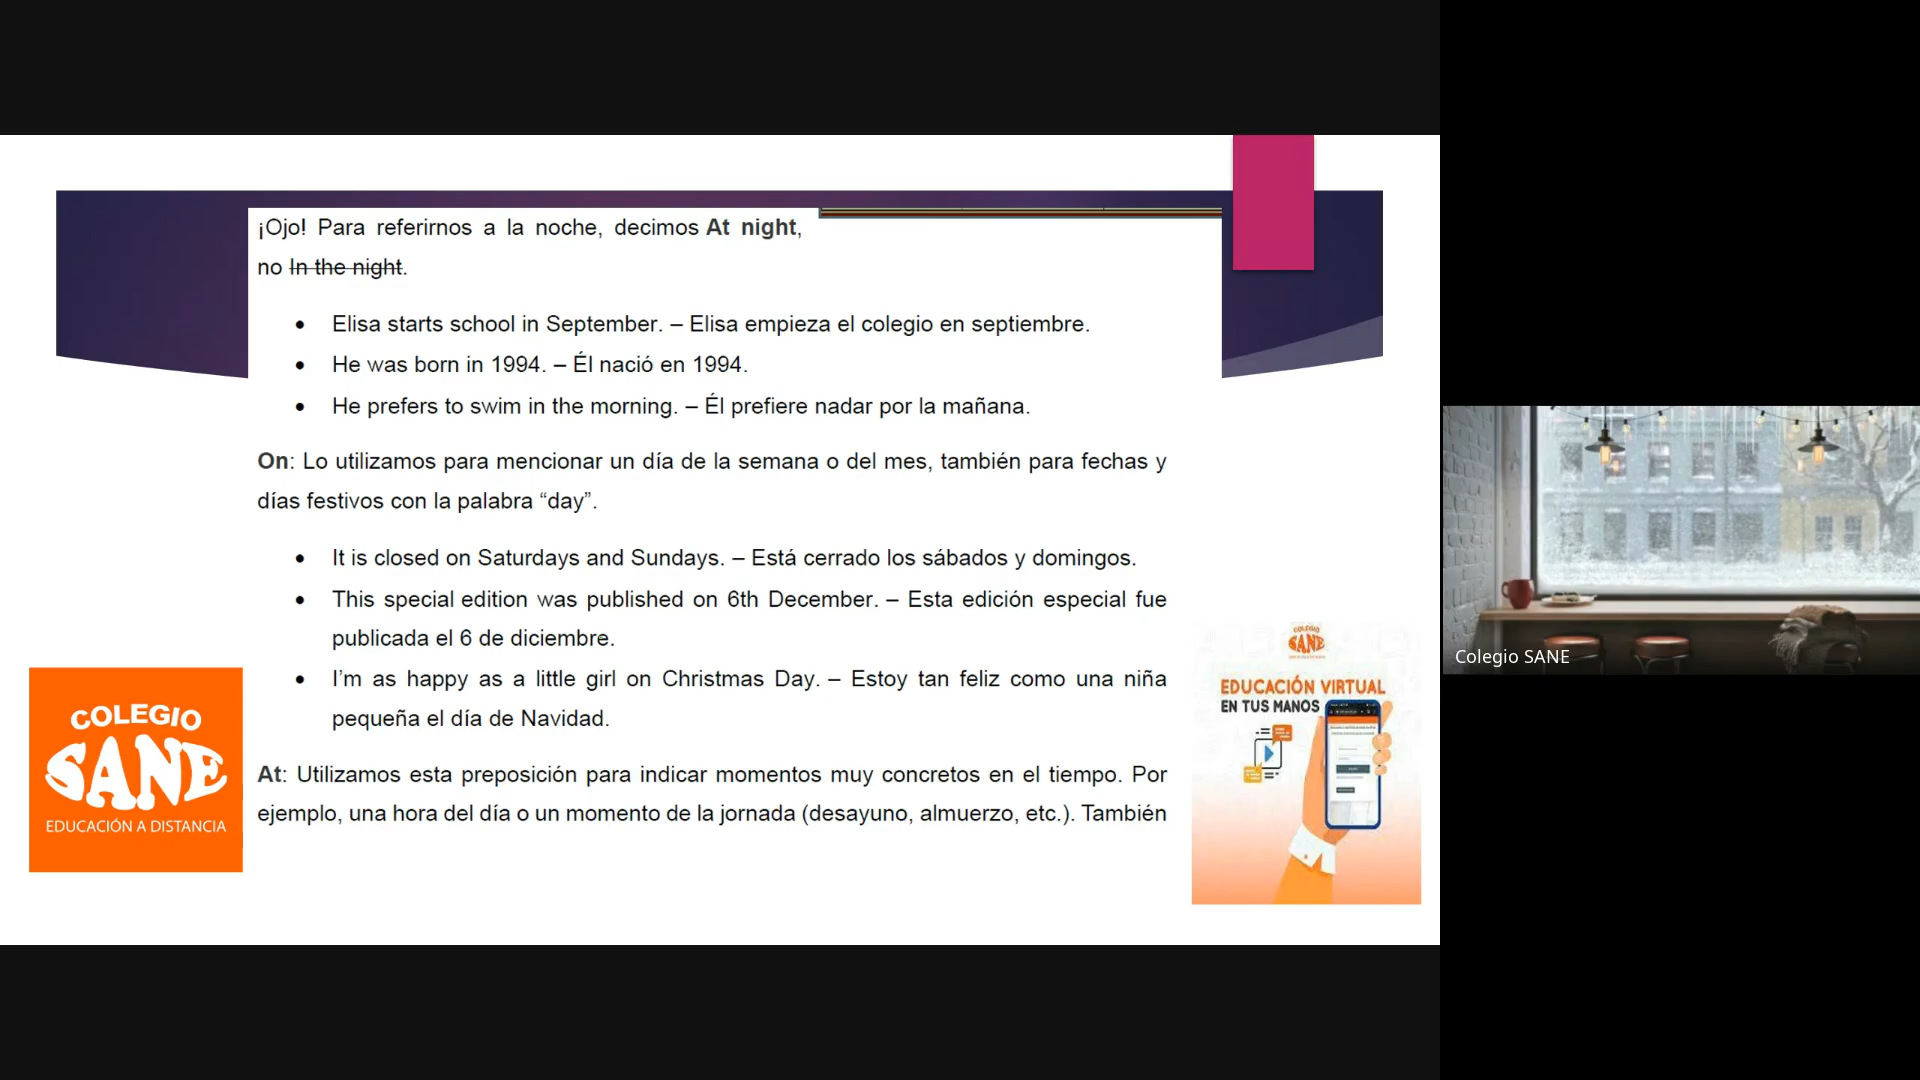 ¡Ojo! Para referirnos a la noche, decimos At night,
no In the night.
• Elisa starts school in September. – Elisa empieza el colegio en septiembre.
• He was born in 1994. – Él nació en 1994.
• He prefers to swim in the morning. – Él prefiere nadar por la mañana.
On: Lo utilizamos para mencionar un día de la semana o del mes, también para fechas y
días festivos con la palabra “day”.
• It is closed on Saturdays and Sundays. – Está cerrado los sábados y domingos.
• This special edition was published on 6th December. – Esta edición especial fue
publicada el 6 de diciembre.
• I’m as happy as a little girl on Christmas Day. – Estoy tan feliz como una niña
pequeña el día de Navidad.
At: Utilizamos esta preposición para indicar momentos muy concretos en el tiempo. Por
ejemplo, una hora del día o un momento de la jornada (desayuno, almuerzo, etc.). También
COLEGIO
SANE
EDUCACIÓN A DISTANCIA
COLEGIO
SANE
EDUCACIÓN VIRTUAL
EN TUS MANOS
Colegio SANE